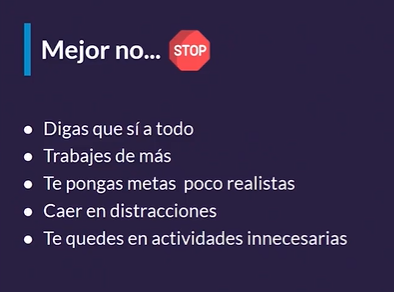 Mejor no... STOP
• Digas que sí a todo
• Trabajes de más
• Te pongas metas  poco realistas
• Caer en distracciones
• Te quedes en actividades innecesarias